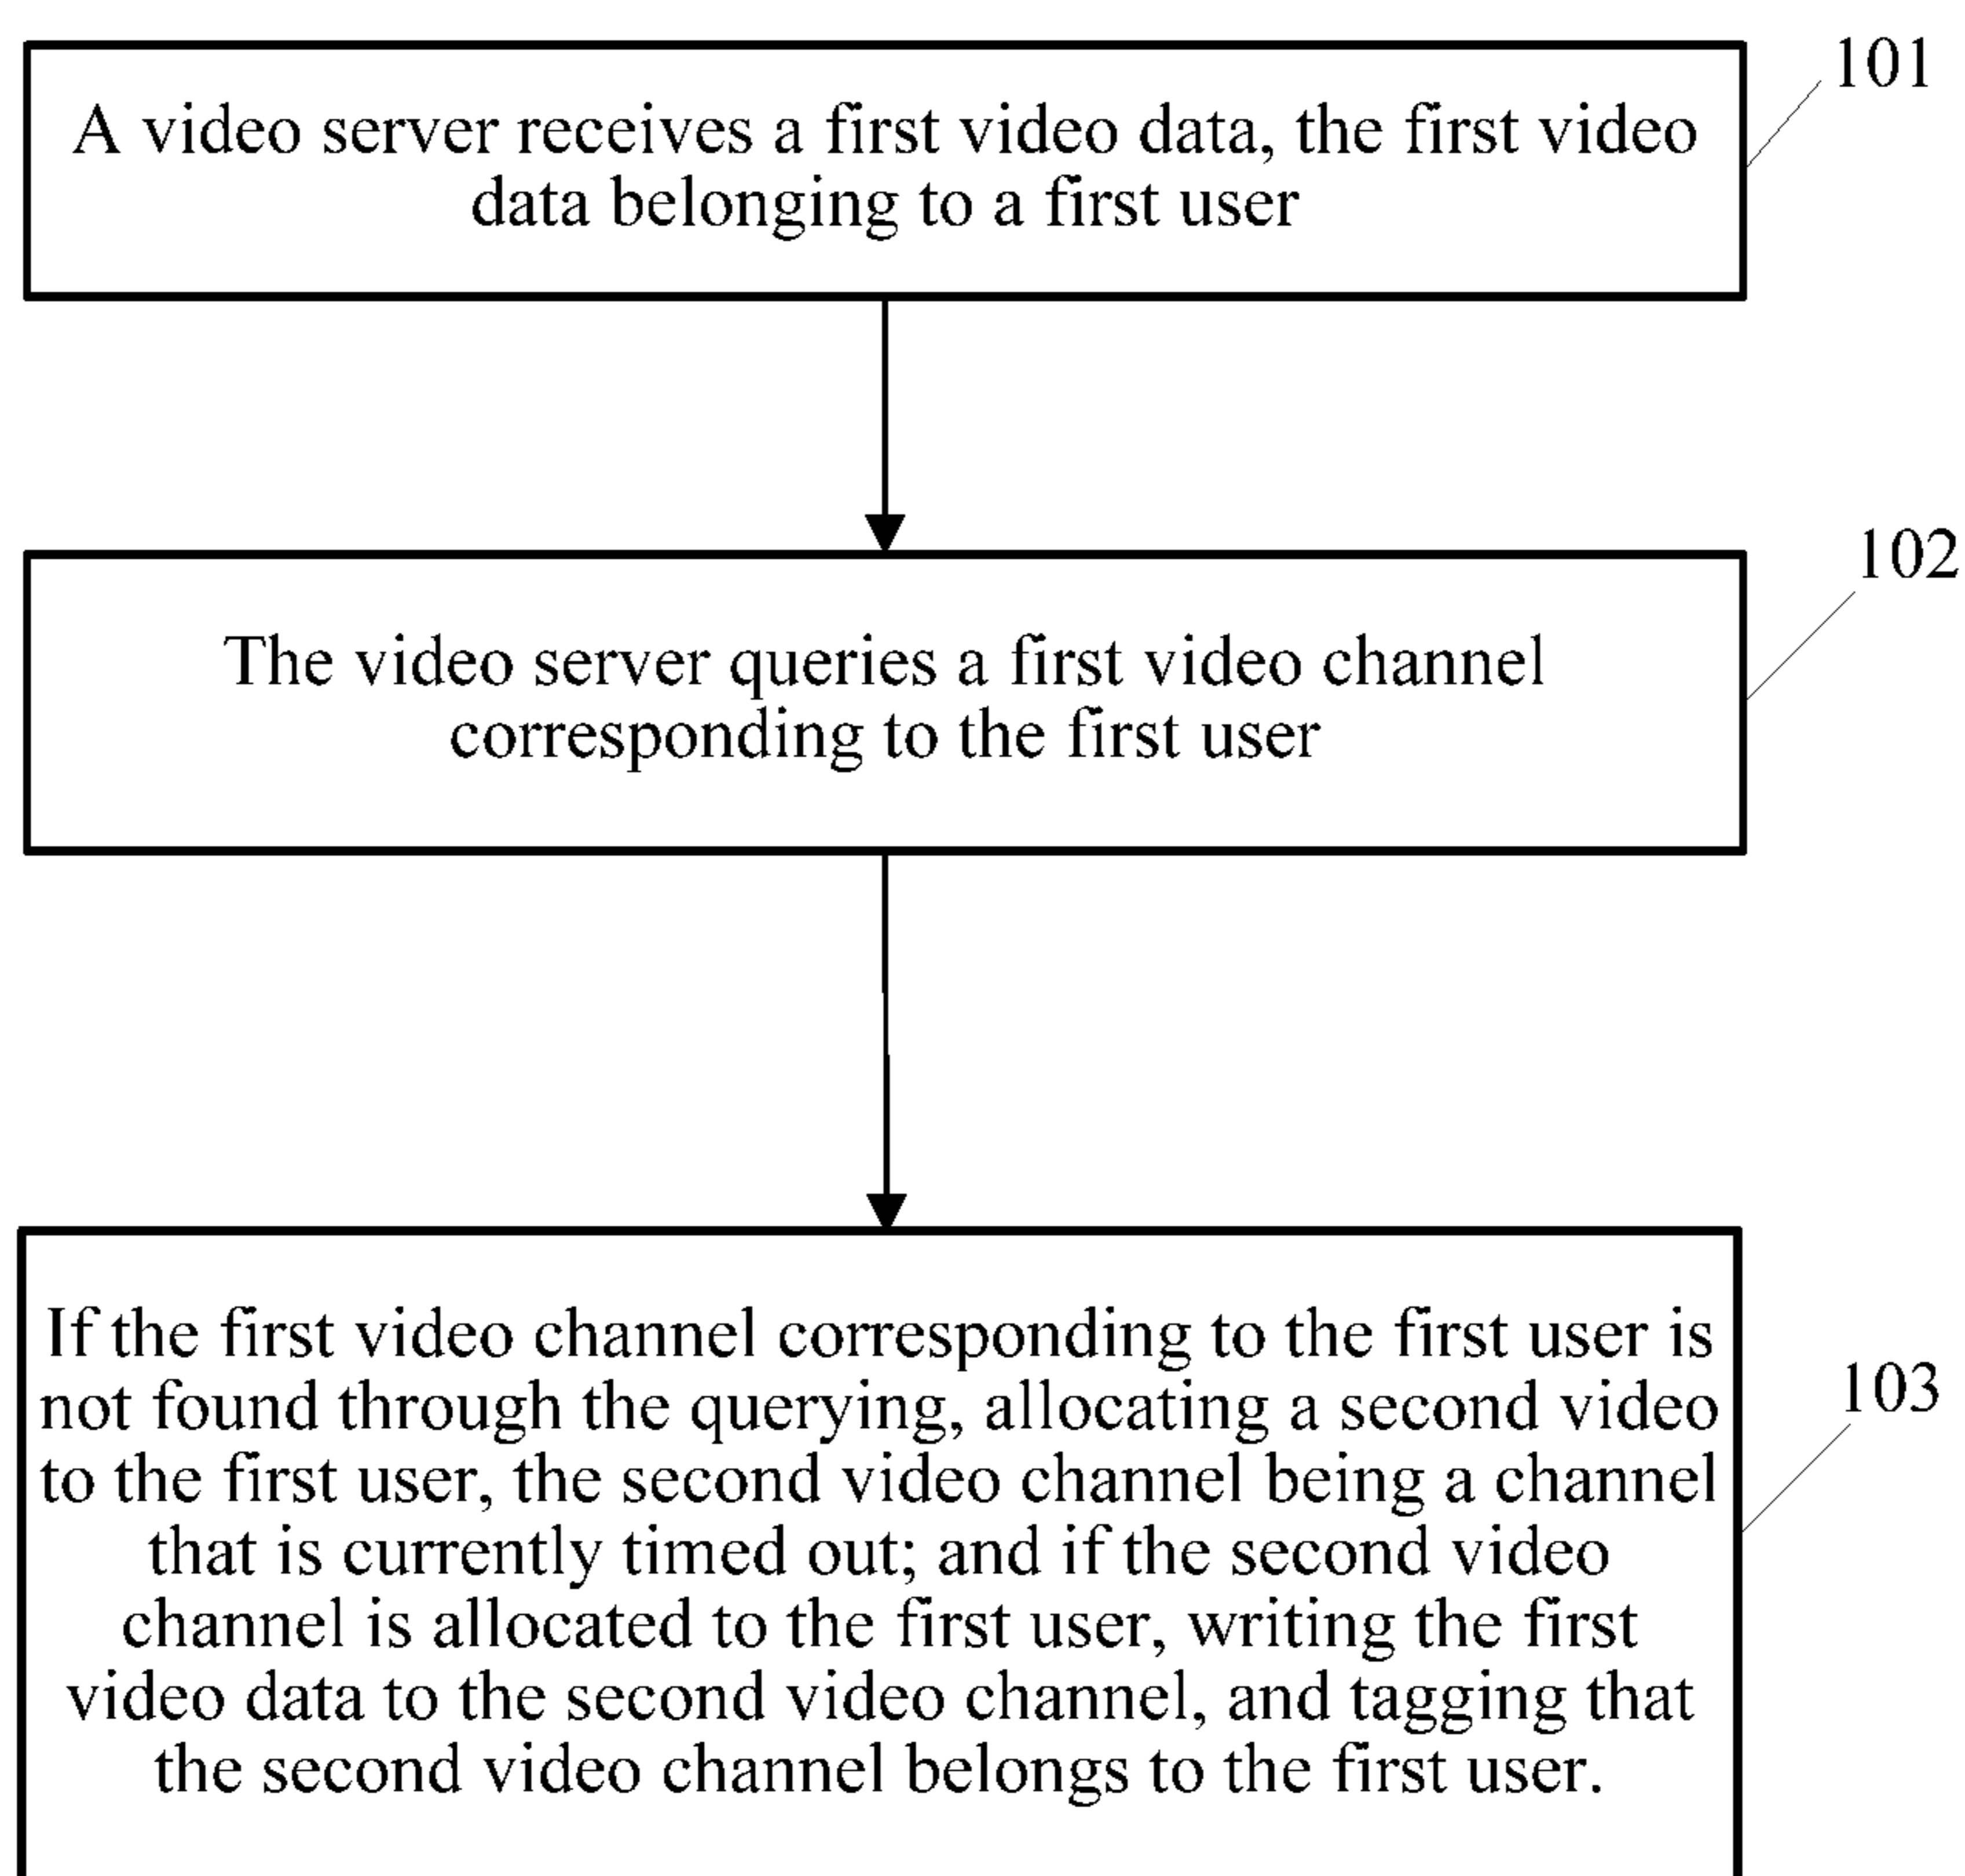 101
A video server receives a first video data, the first video
data belonging to a first user
102
The video server queries a first video channel
corresponding to the first user
103
If the first video channel corresponding to the first user is
not found through the querying, allocating a second video
to the first user, the second video channel being a channel
that is currently timed out; and if the second video
channel is allocated to the first user, writing the first
video data to the second video channel, and tagging that
the second video channel belongs to the first user.